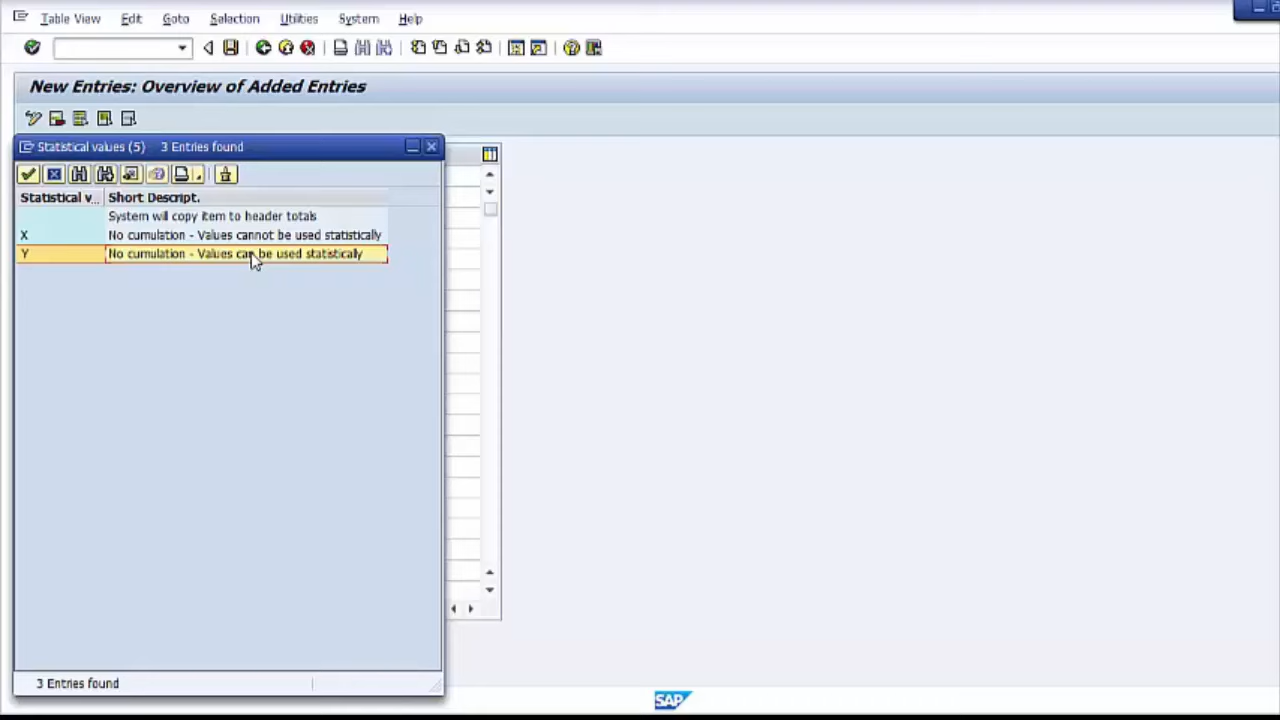 Table View Edit Goto Selection Utilities System Help
New Entries: Overview of Added Entries
Statistical values (5) 3 Entries found
Statistical v... Short Descript.
System will copy item to header totals
X No cumulation - Values cannot be used statistically
Y No cumulation - Values can be used statistically
3 Entries found
SAP